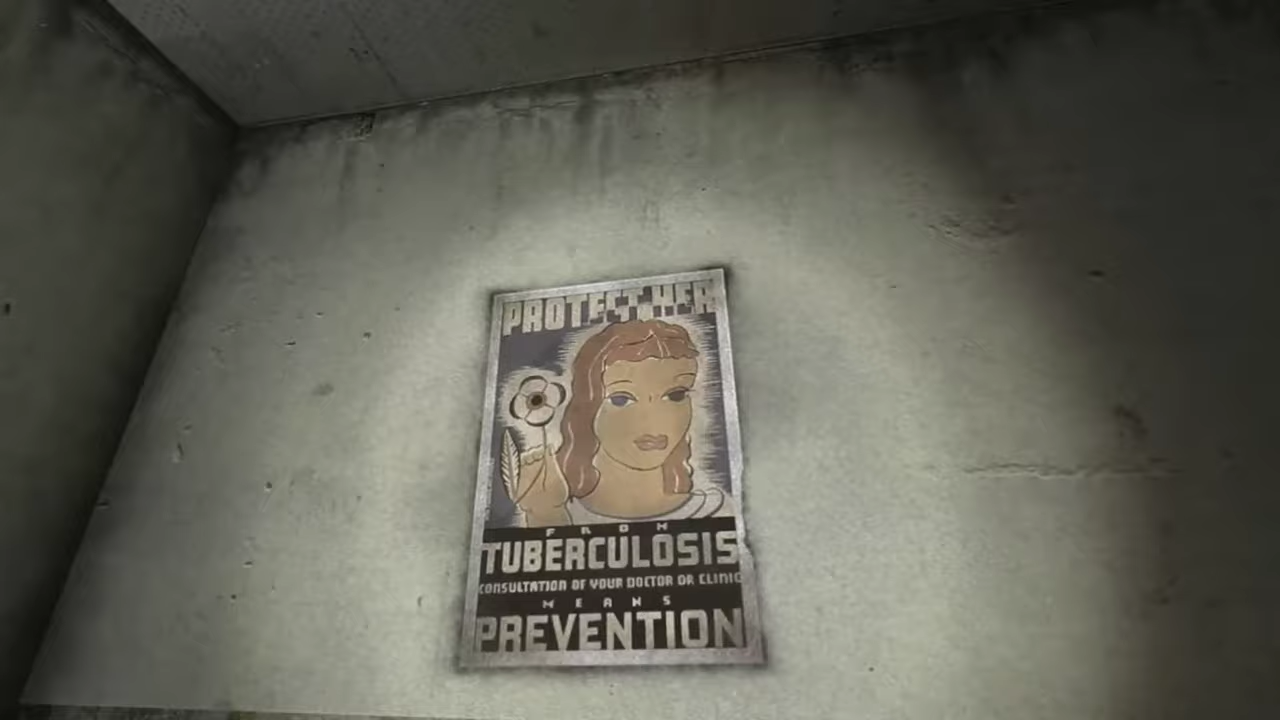 PROTECT HER
FROM
TUBERCULOSIS
CONSULTATION OF YOUR DOCTOR OR CLINIC
MEANS
PREVENTION